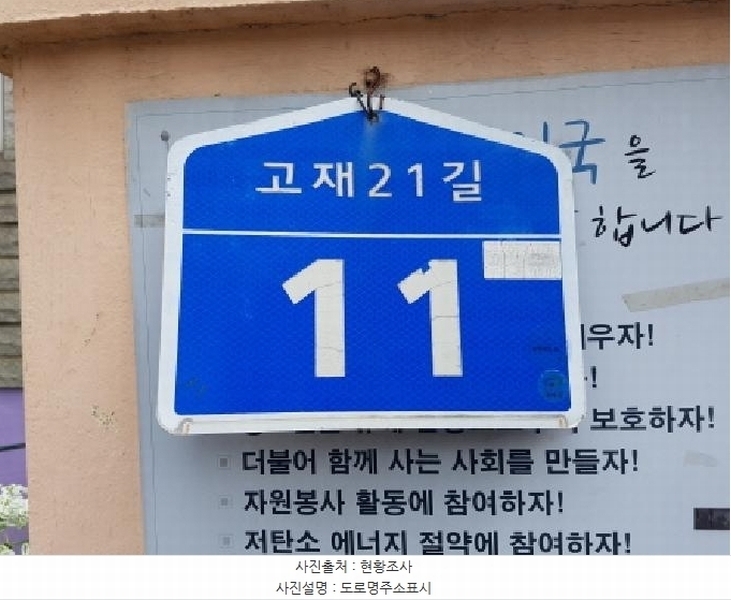 고재21길
11
국을
합니다
우자!
!
보호하자!
더불어 함께 사는 사회를 만들자!
자원봉사 활동에 참여하자!
저탄소 에너지 절약에 참여하자!
사진출처 : 현황조사
사진설명 : 도로명주소표시